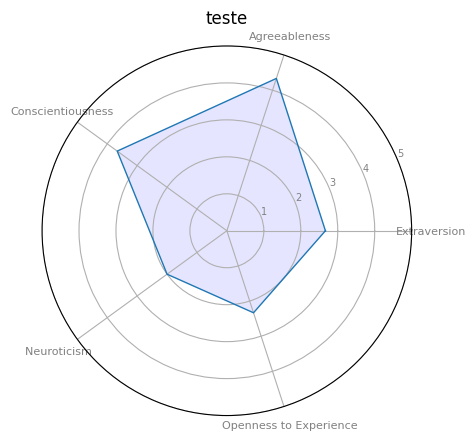 teste
Agreeableness
Conscientiousness
5
4
3
2
1
Extraversion
Neuroticism
Openness to Experience